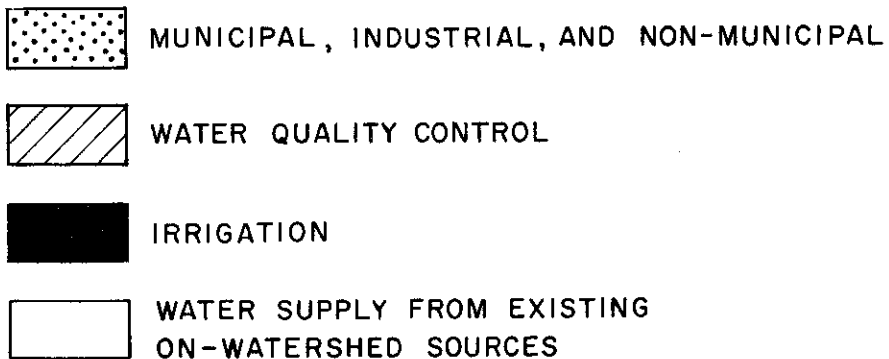 MUNICIPAL, INDUSTRIAL, AND NON-MUNICIPAL
WATER QUALITY CONTROL
IRRIGATION
WATER SUPPLY FROM EXISTING
ON-WATERSHED SOURCES